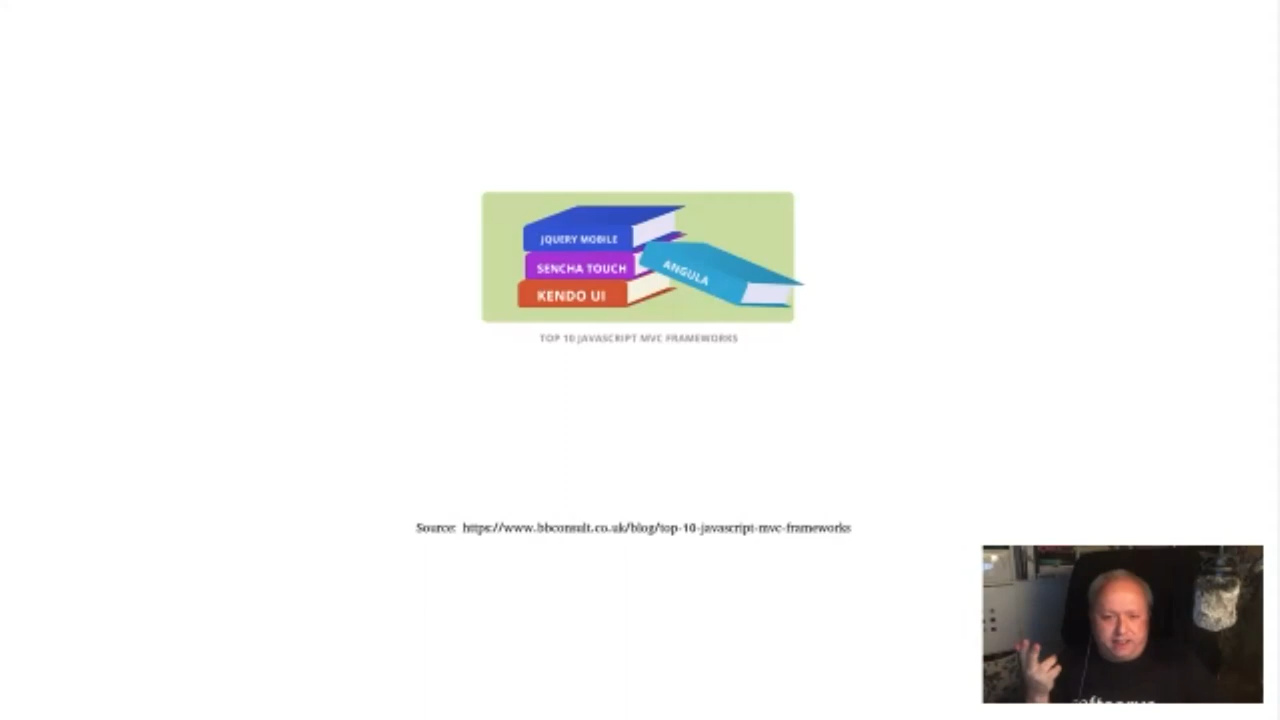 JQUERY MOBILE
SENCHA TOUCH
ANGULA
KENDO UI
TOP 10 JAVASCRIPT MVC FRAMEWORKS
Source: https://www.bbconsult.co.uk/blog/top-10-javascript-mvc-frameworks